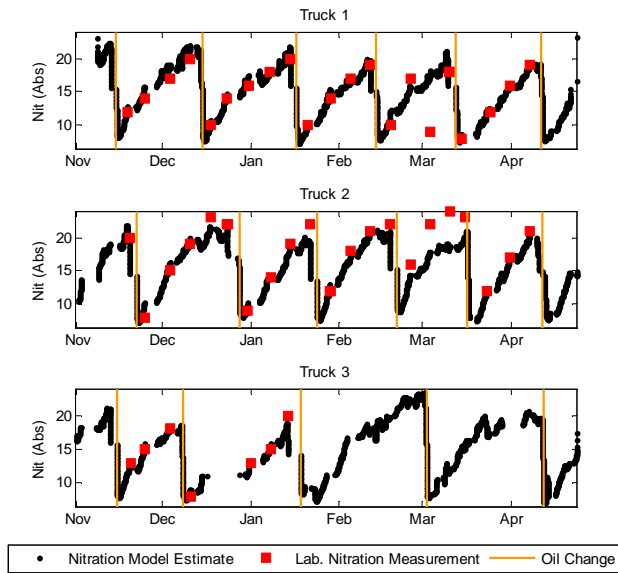 Truck 1
Nit (Abs)
20
15
10
Nov Dec Jan Feb Mar Apr
Truck 2
Nit (Abs)
20
15
10
Nov Dec Jan Feb Mar Apr
Truck 3
Nit (Abs)
20
15
10
Nov Dec Jan Feb Mar Apr
Nitration Model Estimate Lab. Nitration Measurement Oil Change